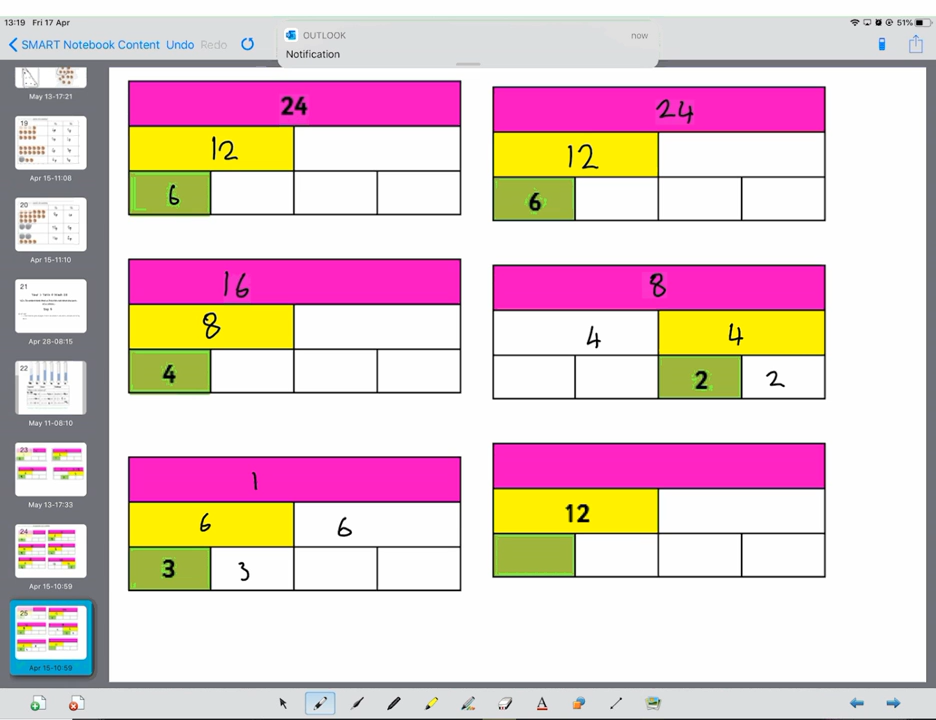 13:19 Fri 17 Apr
51%
SMART Notebook Content Undo Redo
OUTLOOK
now
Notification
May 13-17:21
19
Apr 15-11:08
20
Apr 15-11:10
21
Apr 28-08:15
22
May 11-08:10
23
May 13-17:33
24
Apr 15-10:59
25
Apr 15-10:59
24
12
6
24
12
6
16
8
4
8
4 4
2 2
1
6 6
3 3
12
A